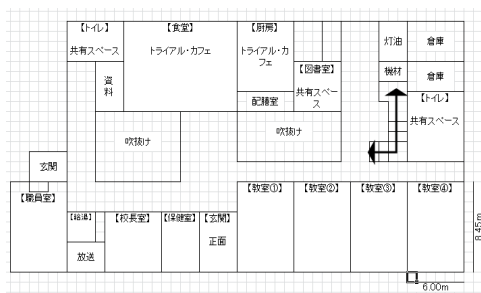 【トイレ】
共有スペース
【食堂】
トライアル・カフェ
【厨房】
トライアル・カ
フェ
灯油
倉庫
資
料
【図書室】
共有スペー
ス
機材
倉庫
配膳室
【トイレ】
共有スペース
吹抜け
吹抜け
玄関
【職員室】
【教室①】
【教室②】
【教室③】
【教室④】
【給湯】
【校長室】
【保健室】
【玄関】
正面
放送
8.45m
6.00m